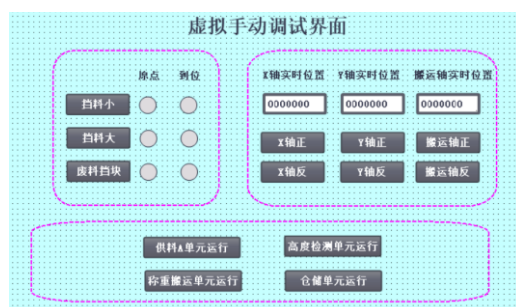 虚拟手动调试界面
原点 到位
X轴实时位置 Y轴实时位置 搬运轴实时位置
挡料小
0000000 0000000 0000000
挡料大
X轴正 Y轴正 搬运轴正
废料挡块
X轴反 Y轴反 搬运轴反
供料A单元运行 高度检测单元运行
称重搬运单元运行 仓储单元运行